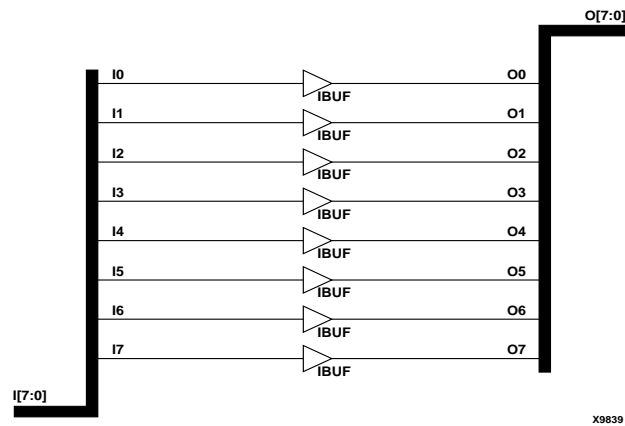 O[7:0]
I0 O0
IBUF
I1 O1
IBUF
I2 O2
IBUF
I3 O3
IBUF
I4 O4
IBUF
I5 O5
IBUF
I6 O6
IBUF
I7 O7
IBUF
I[7:0]
X9839